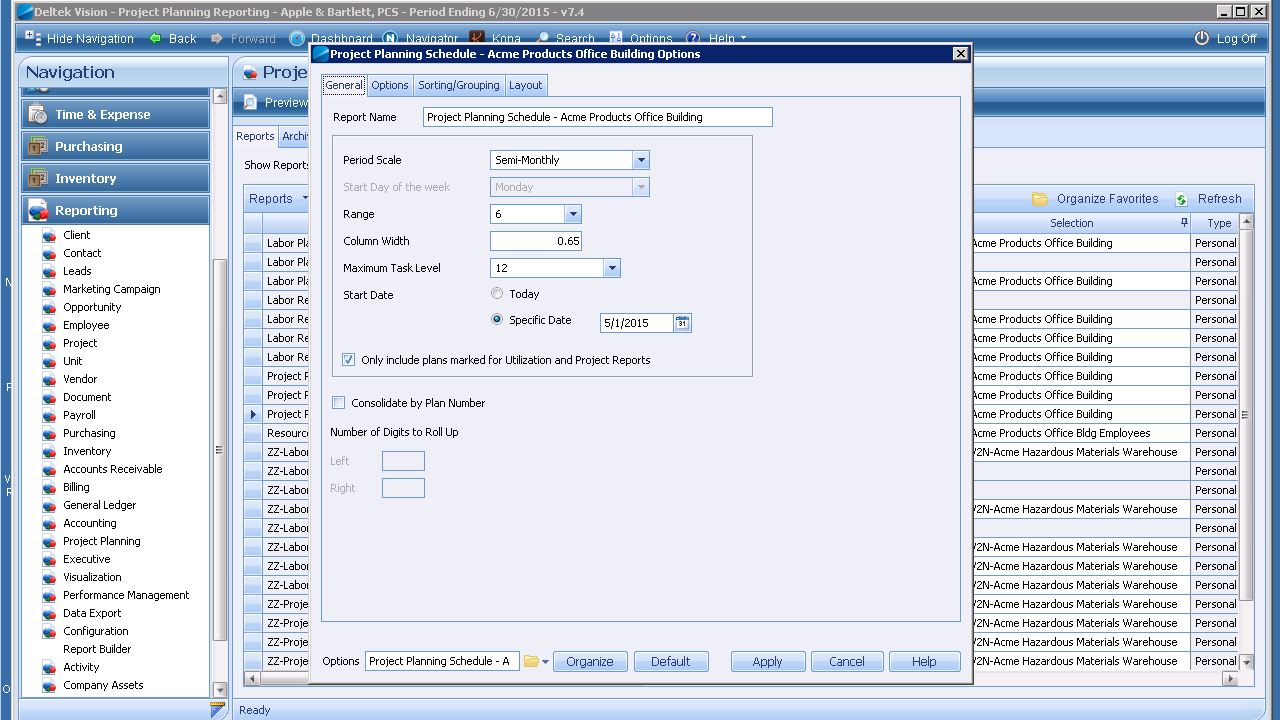 Deltek Vision - Project Planning Reporting - Apple & Bartlett, PCS - Period Ending 6/30/2015 - v7.4
Hide Navigation Back Forward Dashboard Navigator Kona Search Options Help Log Off
Navigation
Time & Expense
Purchasing
Inventory
Reporting
Client
Contact
Leads
Marketing Campaign
Opportunity
Employee
Project
Unit
Vendor
Document
Payroll
Purchasing
Inventory
Accounts Receivable
Billing
General Ledger
Accounting
Project Planning
Executive
Visualization
Performance Management
Data Export
Configuration
Report Builder
Activity
Company Assets
Preview
Reports
Show Reports
Reports
Organize Favorites Refresh
Selection Type
Labor Acme Products Office Building Personal
Labor Personal
Labor Acme Products Office Building Personal
Labor Personal
Labor Acme Products Office Building Personal
Labor Acme Products Office Building Personal
Labor Acme Products Office Building Personal
Project Acme Products Office Building Personal
Project Acme Products Office Building Personal
Project Acme Products Office Building Personal
Resource Acme Products Office Bldg Employees Personal
ZZ-Labor V2N-Acme Hazardous Materials Warehouse Personal
ZZ-Labor Personal
ZZ-Labor Personal
ZZ-Labor V2N-Acme Hazardous Materials Warehouse Personal
ZZ-Labor Personal
ZZ-Labor V2N-Acme Hazardous Materials Warehouse Personal
ZZ-Labor V2N-Acme Hazardous Materials Warehouse Personal
ZZ-Labor V2N-Acme Hazardous Materials Warehouse Personal
ZZ-Proje V2N-Acme Hazardous Materials Warehouse Personal
ZZ-Proje V2N-Acme Hazardous Materials Warehouse Personal
ZZ-Proje V2N-Acme Hazardous Materials Warehouse Personal
ZZ-Proje V2N-Acme Hazardous Materials Warehouse Personal
Ready
Project Planning Schedule - Acme Products Office Building Options
General Options Sorting/Grouping Layout
Report Name Project Planning Schedule - Acme Products Office Building
Period Scale Semi-Monthly
Start Day of the week Monday
Range 6
Column Width 0.65
Maximum Task Level 12
Start Date Today
Specific Date 5/1/2015 31
Only include plans marked for Utilization and Project Reports
Consolidate by Plan Number
Number of Digits to Roll Up
Left
Right
Options Project Planning Schedule - A Organize Default Apply Cancel Help